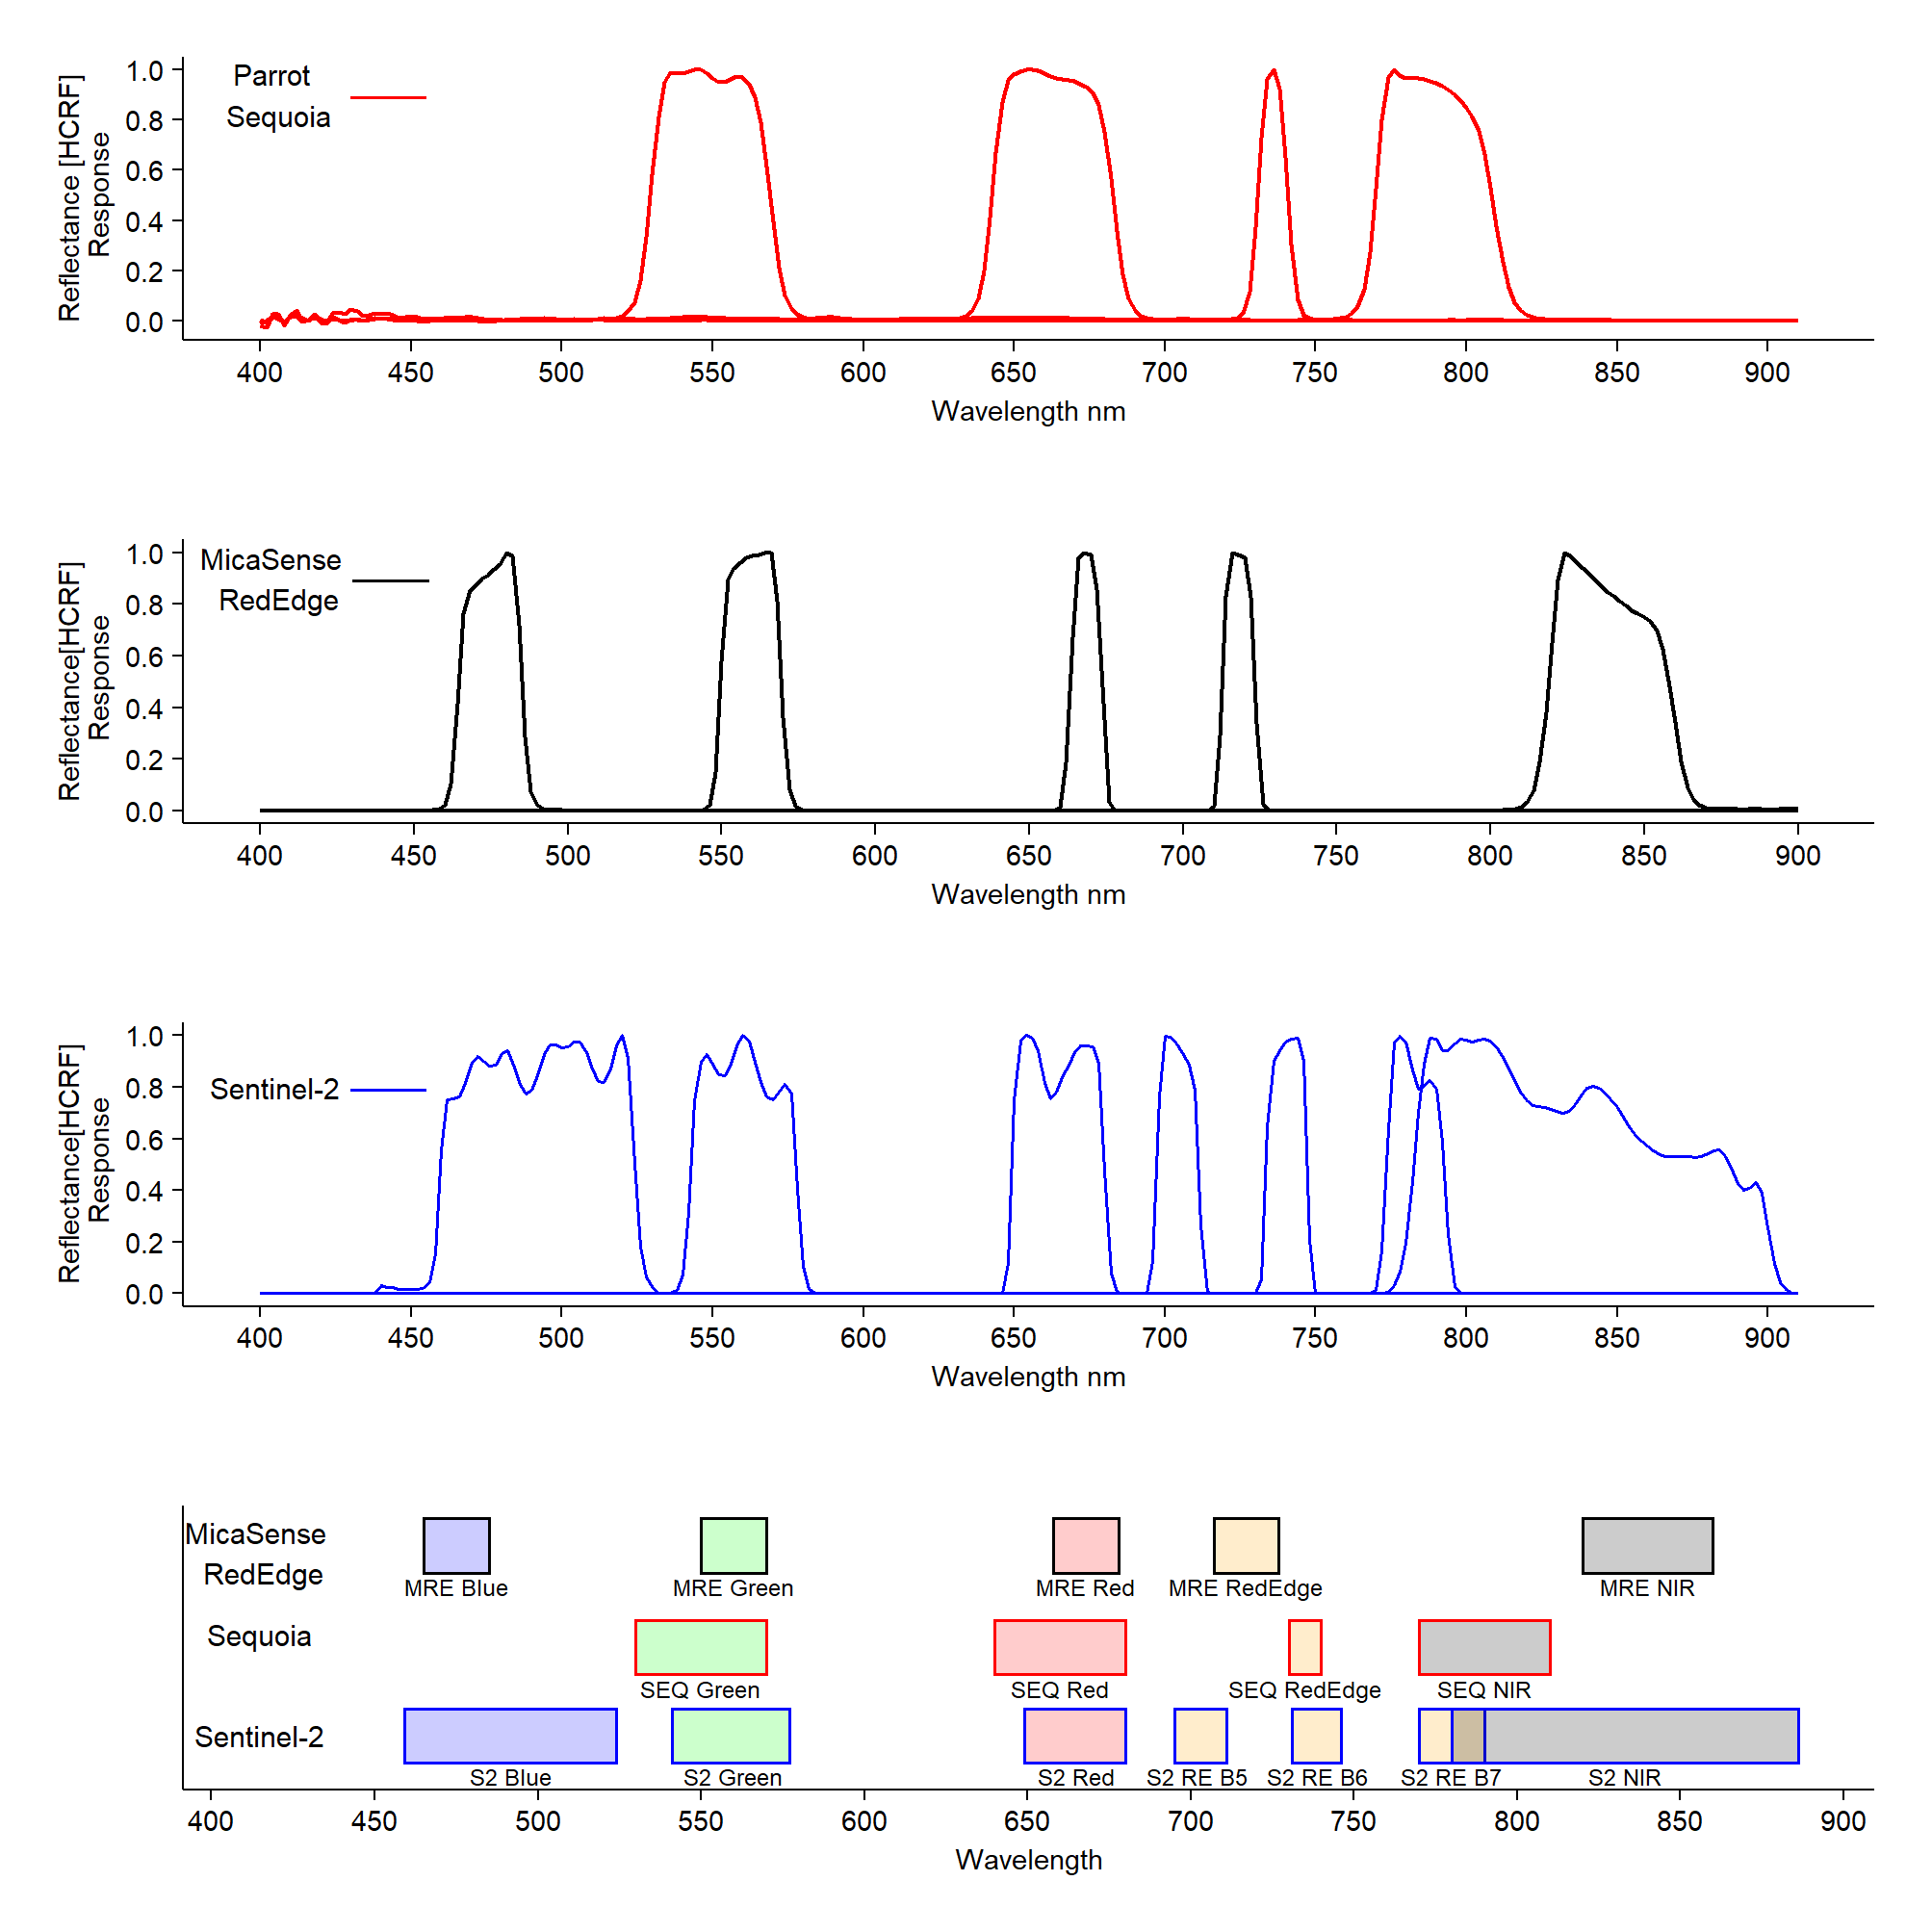 Parrot
Sequoia
Reflectance [HCRF]
Response
1.0
0.8
0.6
0.4
0.2
0.0
400 450 500 550 600 650 700 750 800 850 900
Wavelength nm
MicaSense
RedEdge
Reflectance[HCRF]
Response
1.0
0.8
0.6
0.4
0.2
0.0
400 450 500 550 600 650 700 750 800 850 900
Wavelength nm
Sentinel-2
Reflectance[HCRF]
Response
1.0
0.8
0.6
0.4
0.2
0.0
400 450 500 550 600 650 700 750 800 850 900
Wavelength nm
MicaSense
RedEdge
MRE Blue MRE Green MRE Red MRE RedEdge MRE NIR
Sequoia
SEQ Green SEQ Red SEQ RedEdge SEQ NIR
Sentinel-2
S2 Blue S2 Green S2 Red S2 RE B5 S2 RE B6 S2 RE B7 S2 NIR
400 450 500 550 600 650 700 750 800 850 900
Wavelength